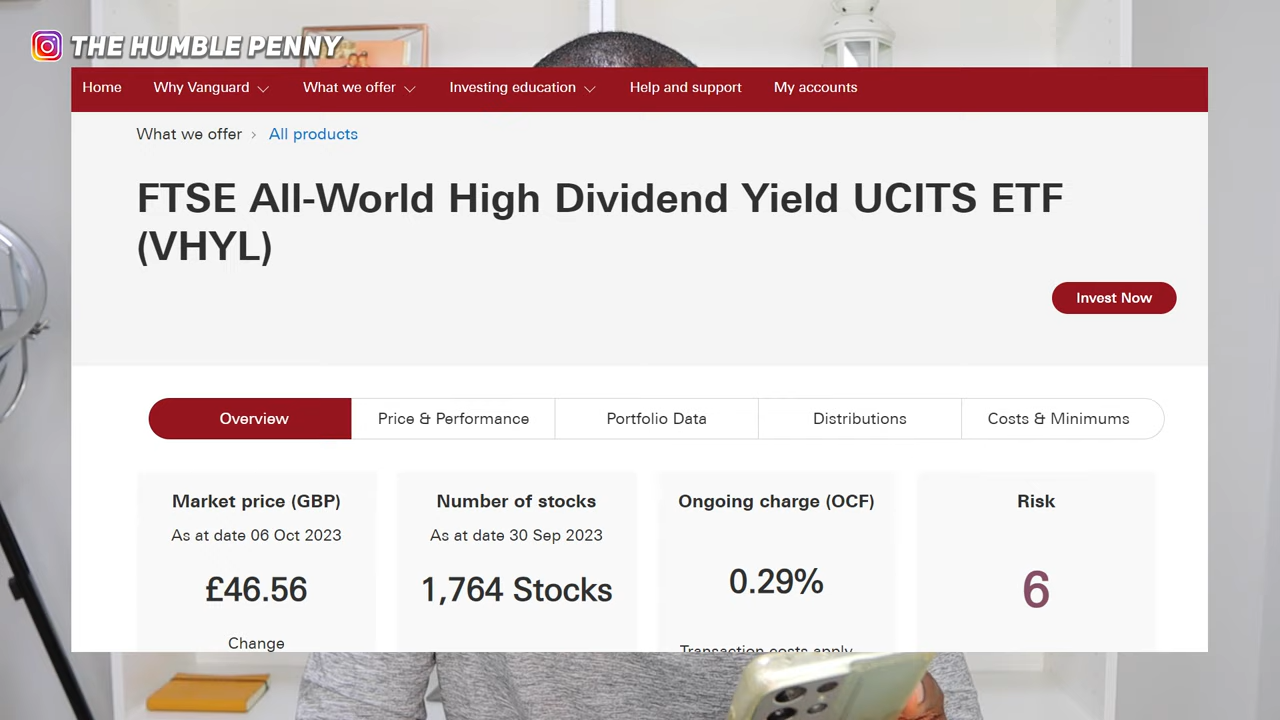 THE HUMBLE PENNY
Home Why Vanguard What we offer Investing education Help and support My accounts
What we offer › All products
FTSE All-World High Dividend Yield UCITS ETF
(VHYL)
Invest Now
Overview Price & Performance Portfolio Data Distributions Costs & Minimums
Market price (GBP) Number of stocks Ongoing charge (OCF) Risk
As at date 06 Oct 2023 As at date 30 Sep 2023
£46.56 1,764 Stocks 0.29% 6
Change
Transaction costs apply